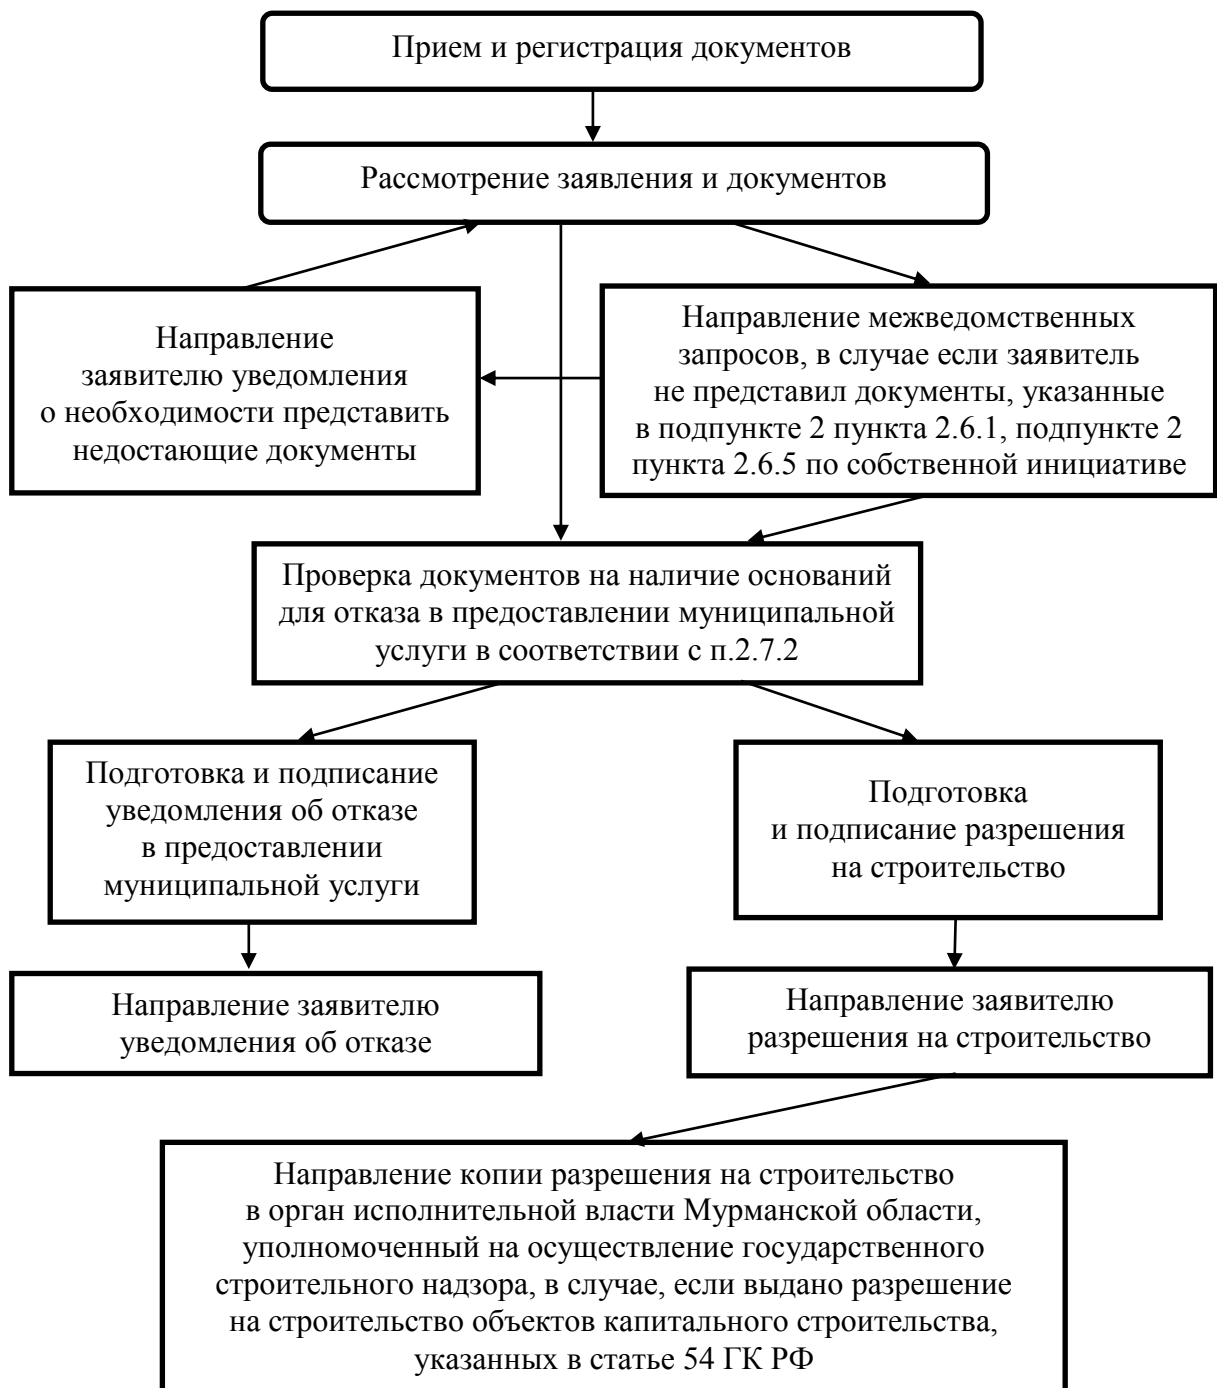 Прием и регистрация документов
Рассмотрение заявления и документов
Направление
заявителю уведомления
о необходимости представить
недостающие документы
Направление межведомственных
запросов, в случае если заявитель
не представил документы, указанные
в подпункте 2 пункта 2.6.1, подпункте 2
пункта 2.6.5 по собственной инициативе
Проверка документов на наличие оснований
для отказа в предоставлении муниципальной
услуги в соответствии с п.2.7.2
Подготовка и подписание
уведомления об отказе
в предоставлении
муниципальной услуги
Подготовка
и подписание разрешения
на строительство
Направление заявителю
уведомления об отказе
Направление заявителю
разрешения на строительство
Направление копии разрешения на строительство
в орган исполнительной власти Мурманской области,
уполномоченный на осуществление государственного
строительного надзора, в случае, если выдано разрешение
на строительство объектов капитального строительства,
указанных в статье 54 ГК РФ